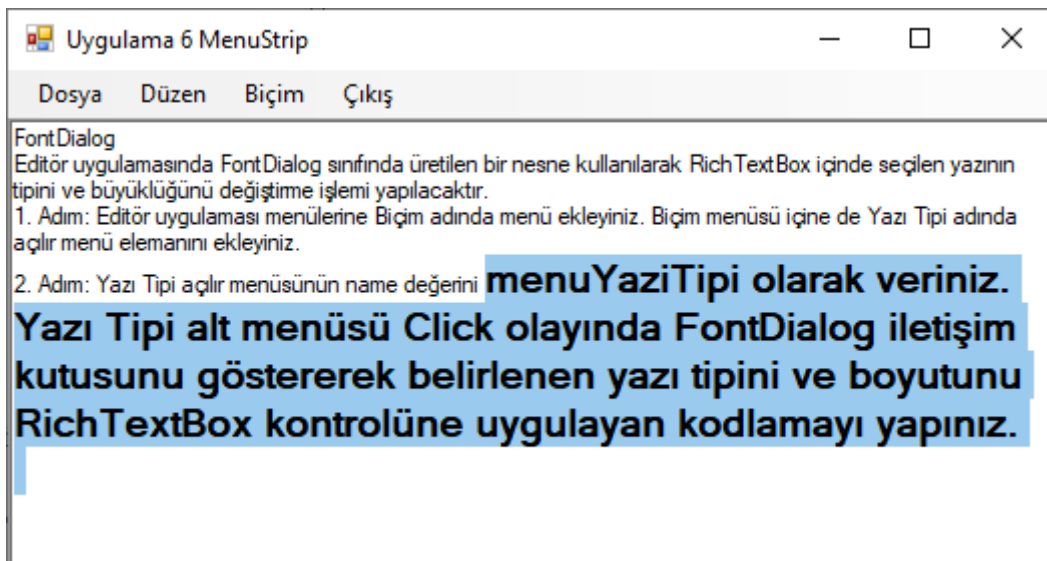 Uygulama 6 MenuStrip
Dosya Düzen Biçim Çıkış
FontDialog
Editör uygulamasında FontDialog sınıfında üretilen bir nesne kullanılarak RichTextBox içinde seçilen yazının
tipini ve büyüklüğünü değiştirme işlemi yapılacaktır.
1. Adım: Editör uygulaması menülerine Biçim adında menü ekleyiniz. Biçim menüsü içine de Yazı Tipi adında
açılır menü elemanını ekleyiniz.
2. Adım: Yazı Tipi açılır menüsünün name değerini menuYaziTipi olarak veriniz.
Yazı Tipi alt menüsü Click olayında FontDialog iletişim
kutusunu göstererek belirlenen yazı tipini ve boyutunu
RichTextBox kontrolüne uygulayan kodlamayı yapınız.